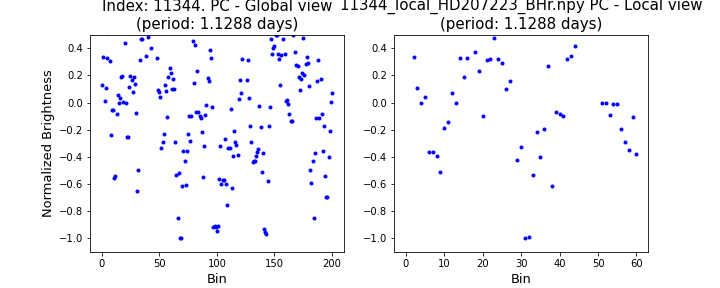 Index: 11344. PC - Global view
(period: 1.1288 days)
11344_local_HD207223_BHr.npy PC - Local view
(period: 1.1288 days)
Normalized Brightness
0.4
0.2
0.0
−0.2
−0.4
−0.6
−0.8
−1.0
0 50 100 150 200
Bin
0.4
0.2
0.0
−0.2
−0.4
−0.6
−0.8
−1.0
0 20 40 60
Bin